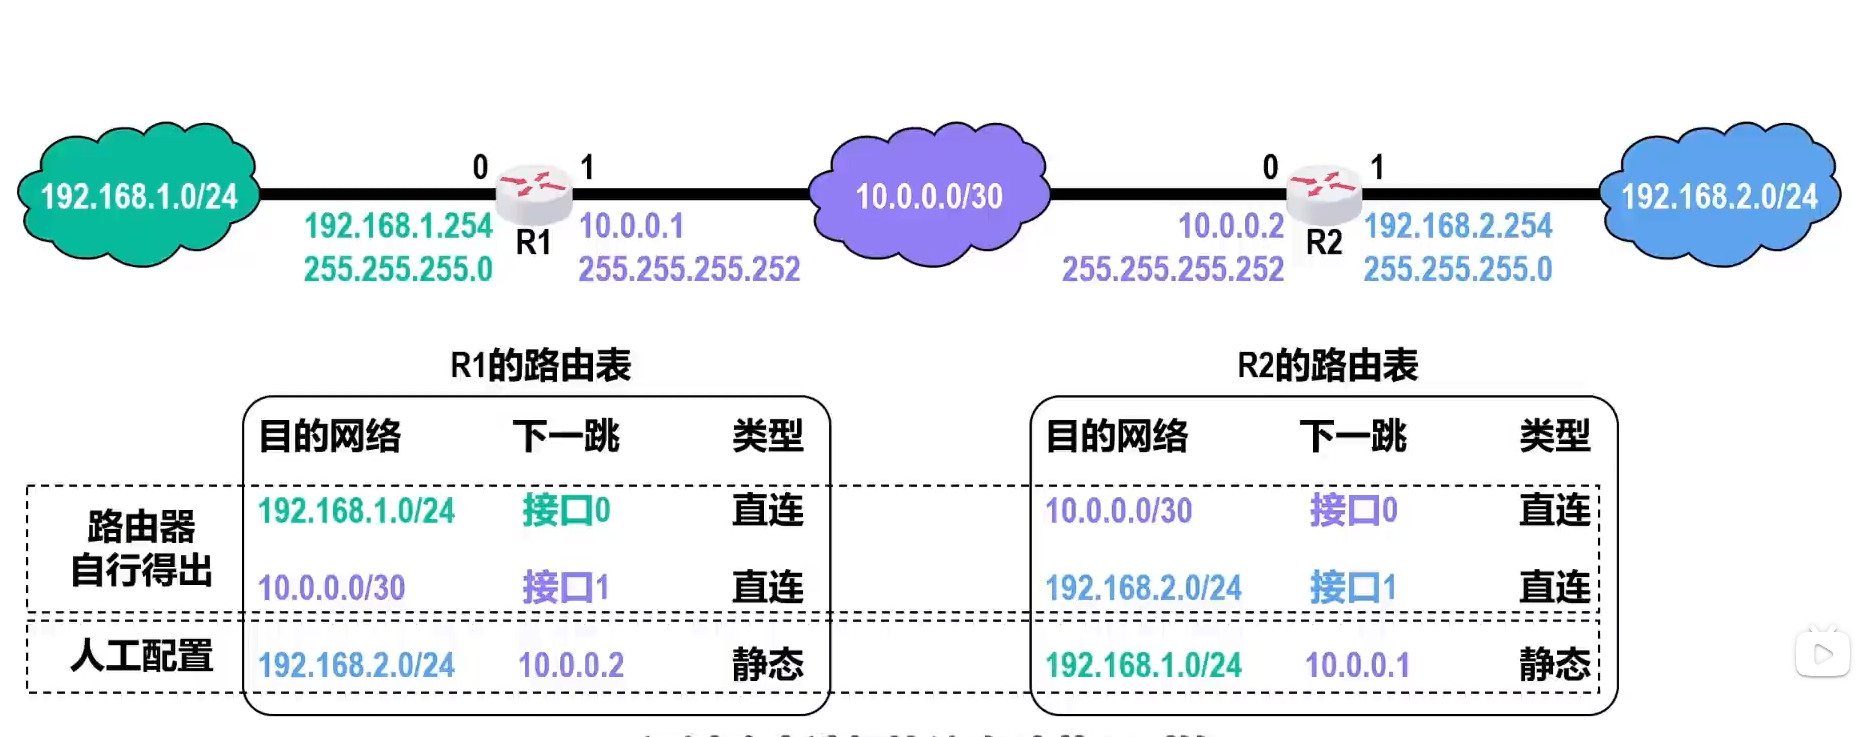 192.168.1.0/24
0
1
10.0.0.0/30
0
1
192.168.2.0/24
192.168.1.254
255.255.255.0
R1
10.0.0.1
255.255.255.252
10.0.0.2
255.255.255.252
R2
192.168.2.254
255.255.255.0
R1的路由表
目的网络 下一跳 类型
路由器
自行得出
192.168.1.0/24 接口0 直连
10.0.0.0/30 接口1 直连
人工配置
192.168.2.0/24 10.0.0.2 静态
R2的路由表
目的网络 下一跳 类型
10.0.0.0/30 接口0 直连
192.168.2.0/24 接口1 直连
192.168.1.0/24 10.0.0.1 静态